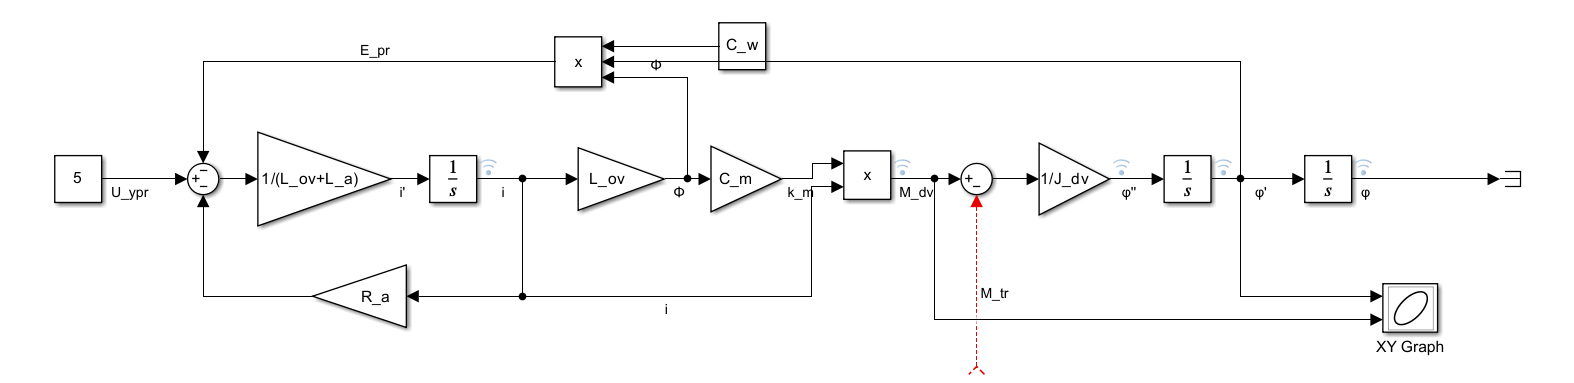 E_pr
x
Φ
C_w
5
U_ypr
+
−
−
1/(L_ov+L_a)
i'
1
s
i
L_ov
Φ
C_m
k_m
x
M_dv
+
−
1/J_dv
φ''
1
s
φ'
1
s
φ
R_a
i
M_tr
XY Graph